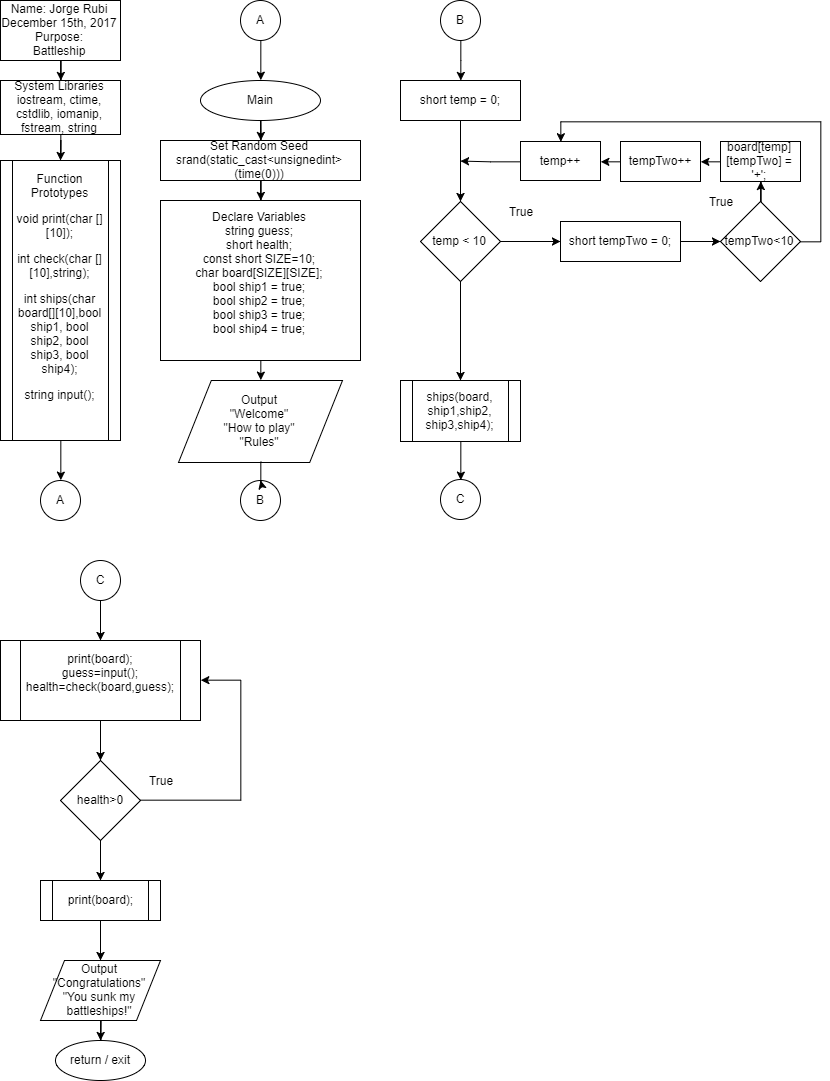 Name: Jorge Rubi
December 15th, 2017
Purpose:
Battleship
System Libraries
iostream, ctime,
cstdlib, iomanip,
fstream, string
Function
Prototypes
void print(char []
[10]);
int check(char []
[10],string);
int ships(char
board[][10],bool
ship1, bool
ship2, bool
ship3, bool
ship4);
string input();
A
A
Main
Set Random Seed
srand(static_cast<unsignedint>
(time(0)))
Declare Variables
string guess;
short health;
const short SIZE=10;
char board[SIZE][SIZE];
bool ship1 = true;
bool ship2 = true;
bool ship3 = true;
bool ship4 = true;
Output
"Welcome"
"How to play"
"Rules"
B
B
short temp = 0;
temp < 10
True
short tempTwo = 0;
tempTwo<10
True
board[temp]
[tempTwo] =
'+';
tempTwo++
temp++
ships(board,
ship1,ship2,
ship3,ship4);
C
C
print(board);
guess=input();
health=check(board,guess);
health>0
True
print(board);
Output
"Congratulations"
"You sunk my
battleships!"
return / exit